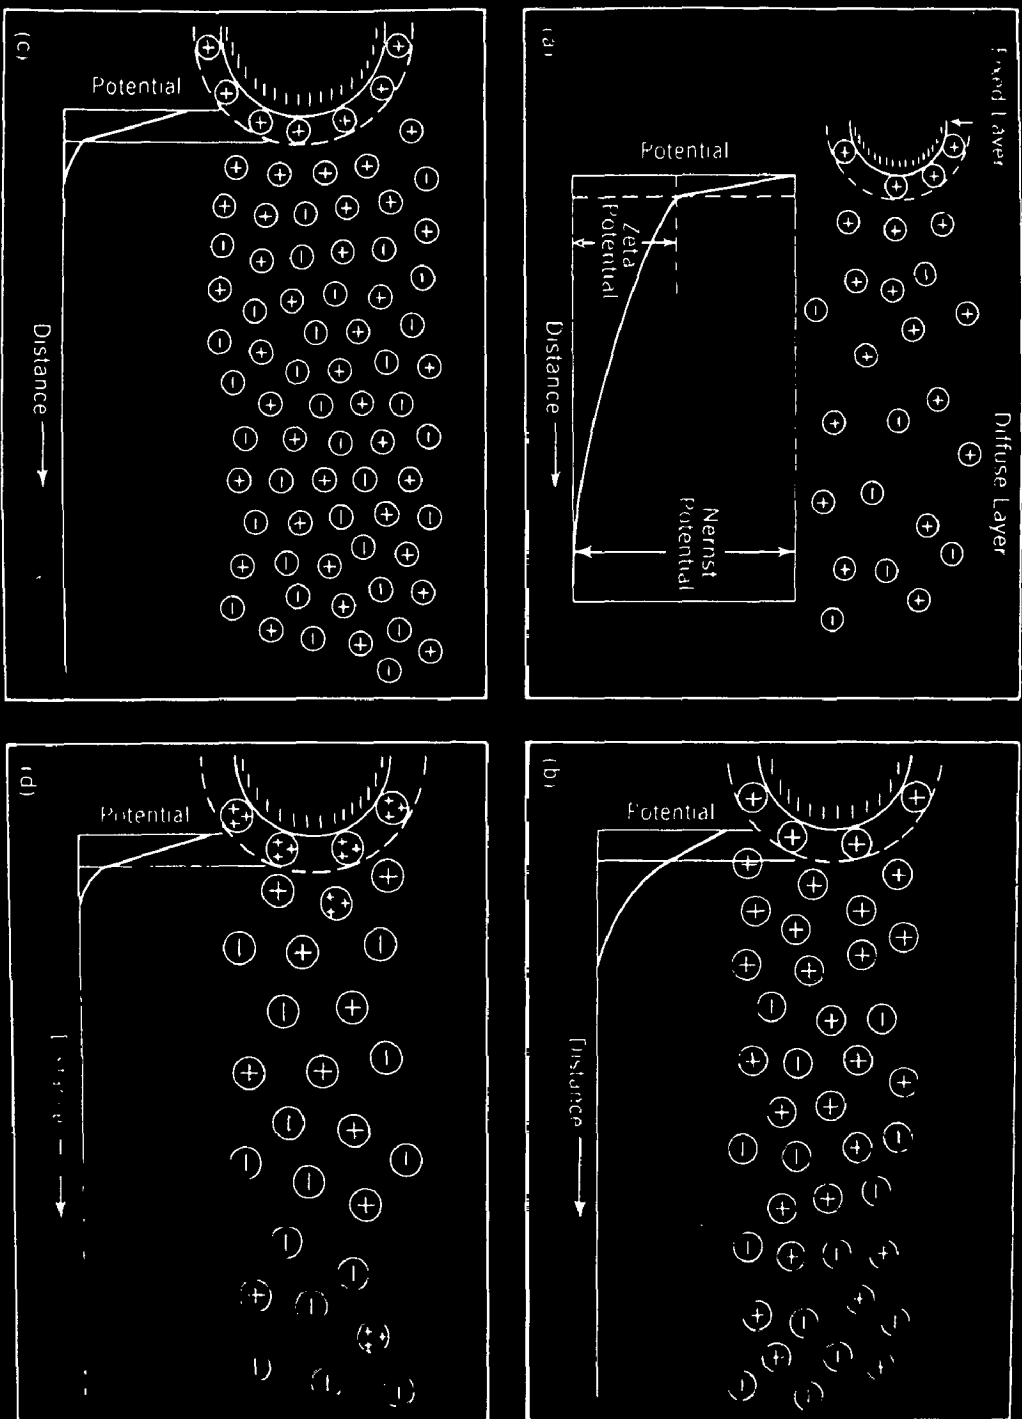 (a)
Fixed Layer
Diffuse Layer
Potential
Zeta
Potential
Nernst
Potential
Distance
(b)
Potential
Distance
(c)
Potential
Distance
(d)
Potential